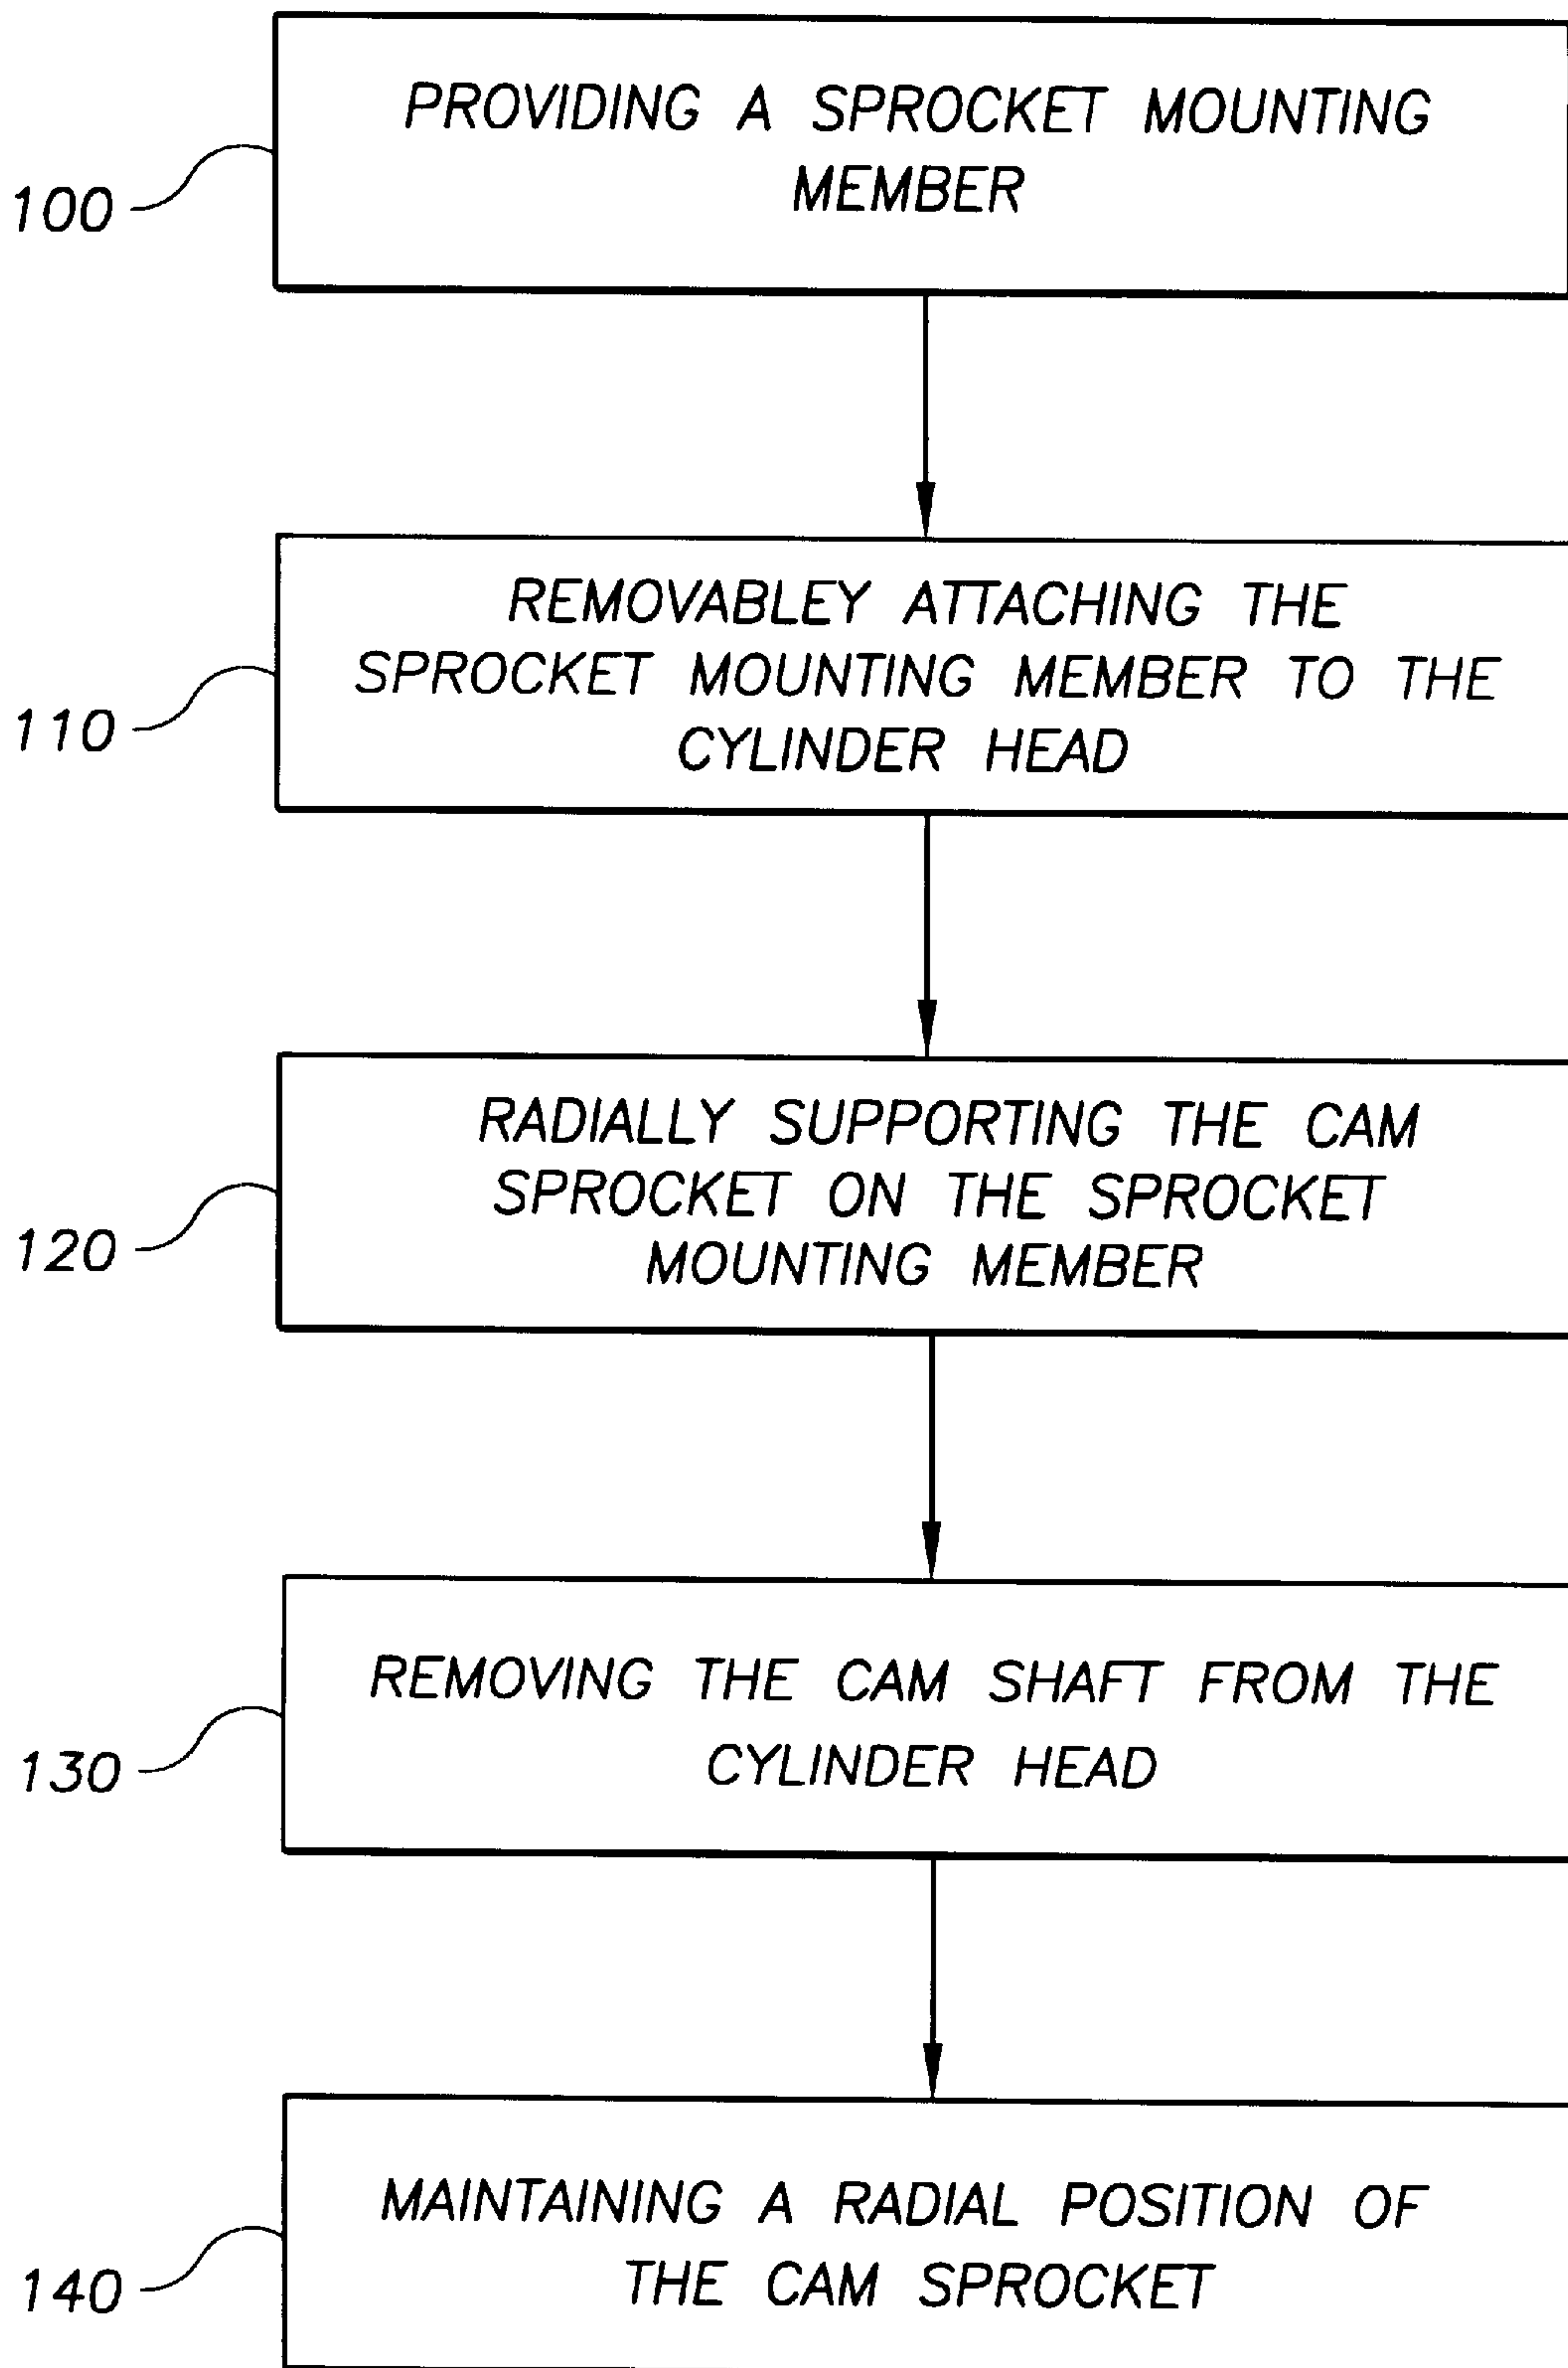 PROVIDING A SPROCKET MOUNTING
MEMBER
100
REMOVABLEY ATTACHING THE
SPROCKET MOUNTING MEMBER TO THE
CYLINDER HEAD
110
RADIALLY SUPPORTING THE CAM
SPROCKET ON THE SPROCKET
MOUNTING MEMBER
120
REMOVING THE CAM SHAFT FROM THE
CYLINDER HEAD
130
MAINTAINING A RADIAL POSITION OF
THE CAM SPROCKET
140